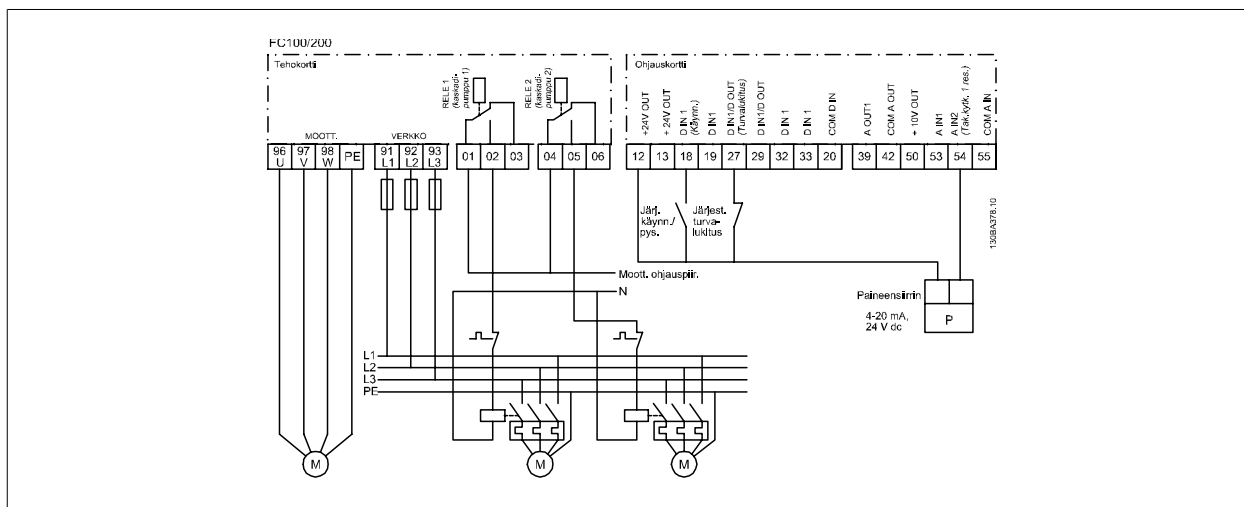 FC100/200
Tehokortti
Ohjauskortti
RELE 1
(kaskadi-
pumppu 1)
RELE 2
(kaskadi-
pumppu 2)
MOOTT.
VERKKO
+24V OUT
+ 24V OUT
D IN 1
(Käynn.)
D IN1
D IN1/D OUT
(Turvalukitus)
D IN1/D OUT
D IN 1
D IN 1
COM D IN
A OUT1
COM A OUT
+ 10V OUT
A IN1
A IN2
(Tak.kytk. 1 res.)
COM A IN
96 97 98 PE
U V W
91 92 93
L1 L2 L3
01 02 03
04 05 06
12 13 18 19 27 29 32 33 20
39 42 50 53 54 55
Järj.
käynn./
pys.
Järjest.
turva-
lukitus
130BA378.10
Moott. ohjauspiir.
N
Paineensiirrin
4-20 mA,
24 V dc
P
L1
L2
L3
PE
M
M
M